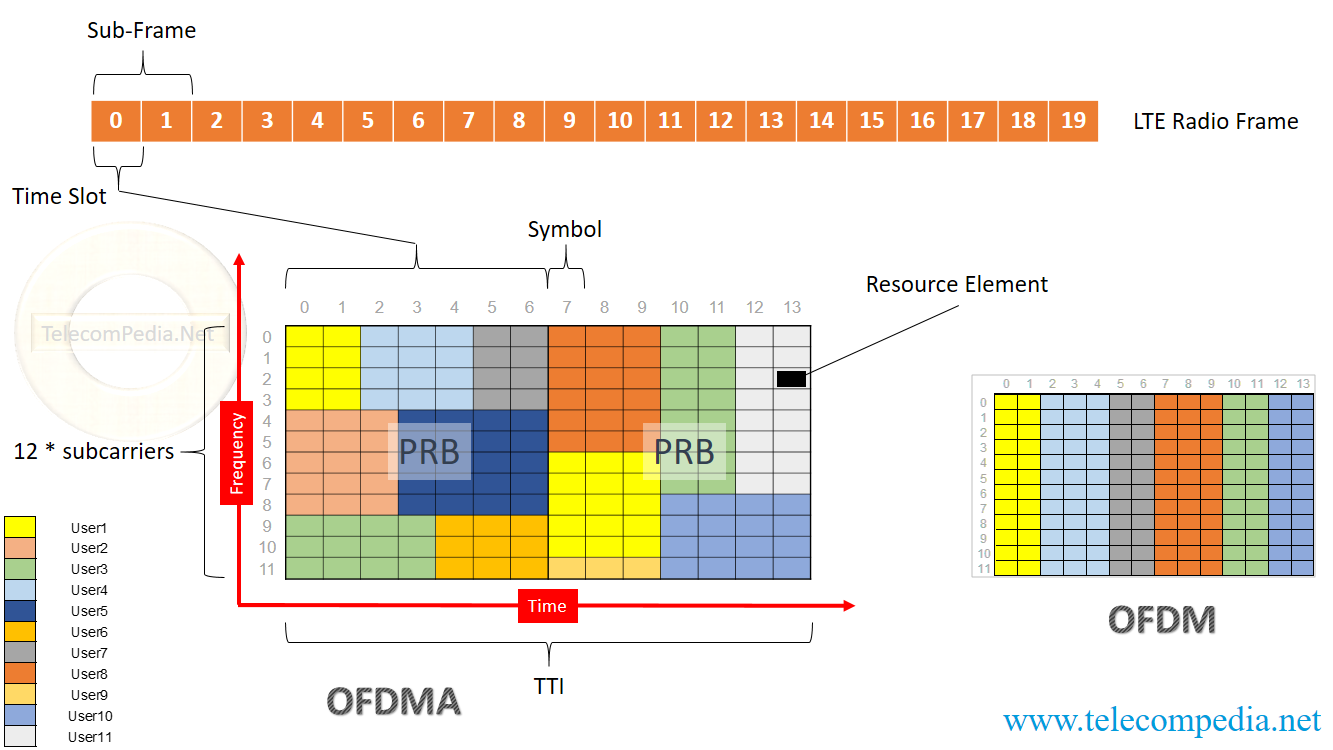 Sub-Frame
0 1 2 3 4 5 6 7 8 9 10 11 12 13 14 15 16 17 18 19
LTE Radio Frame
Time Slot
Symbol
Resource Element
TelecomPedia.Net
0 1 2 3 4 5 6 7 8 9 10 11 12 13
0
1
2
3
4
5
6
7
8
9
10
11
PRB
PRB
12 * subcarriers
Frequency
Time
TTI
OFDMA
User1
User2
User3
User4
User5
User6
User7
User8
User9
User10
User11
0 1 2 3 4 5 6 7 8 9 10 11 12 13
0
1
2
3
4
5
6
7
8
9
10
11
OFDM
www.telecompedia.net